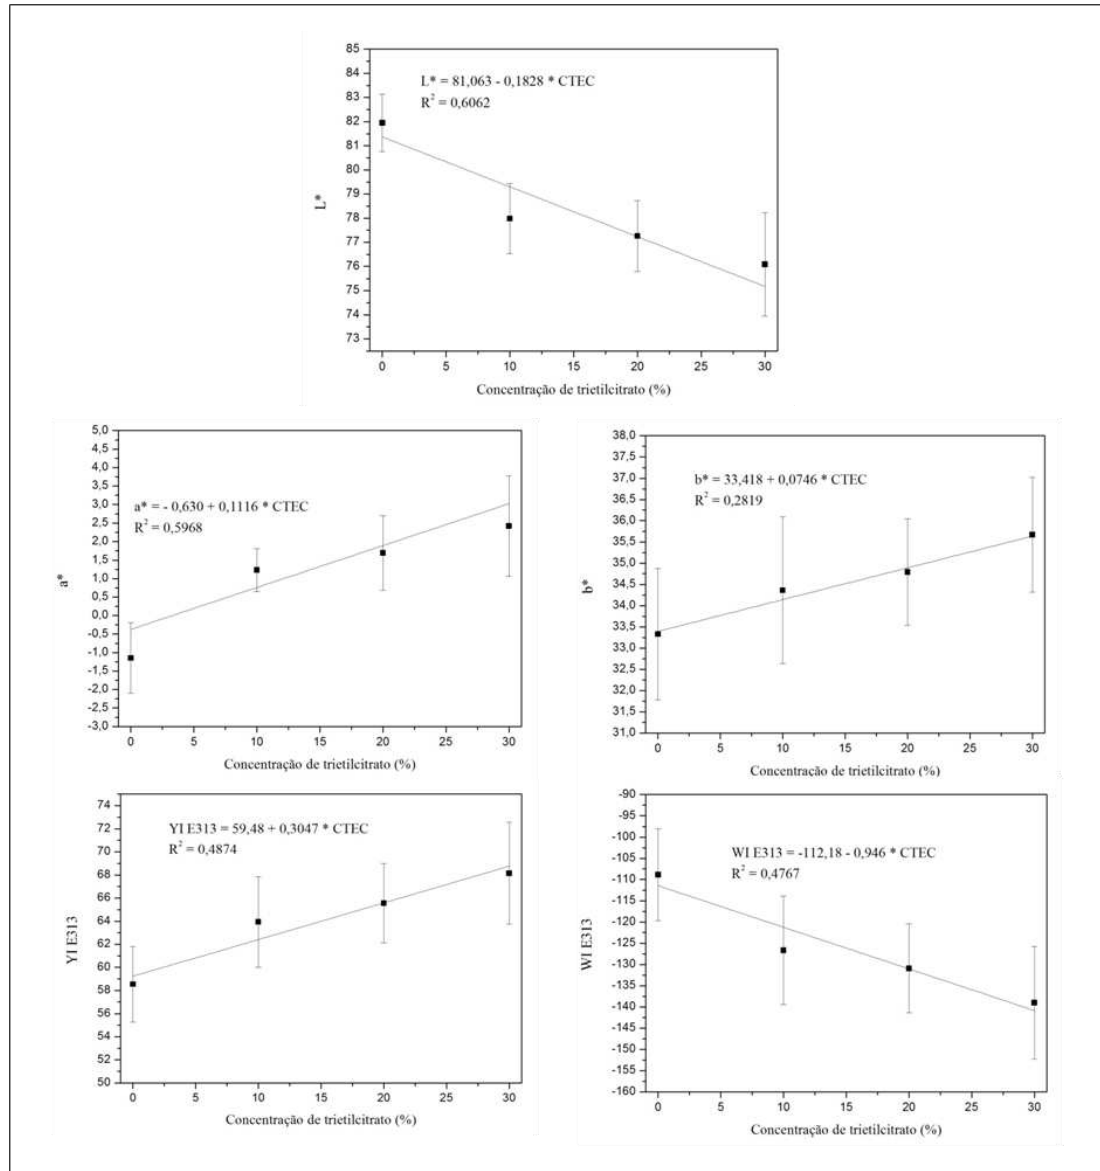 85
84
83
82
81
80
79
78
77
76
75
74
73
L*
L* = 81,063 - 0,1828 * CTEC
R² = 0,6062
0 5 10 15 20 25 30
Concentração de trietilcitrato (%)
5,0
4,5
4,0
3,5
3,0
2,5
2,0
1,5
1,0
0,5
0,0
-0,5
-1,0
-1,5
-2,0
-2,5
-3,0
a*
a* = - 0,630 + 0,1116 * CTEC
R² = 0,5968
0 5 10 15 20 25 30
Concentração de trietilcitrato (%)
38,0
37,5
37,0
36,5
36,0
35,5
35,0
34,5
34,0
33,5
33,0
32,5
32,0
31,5
31,0
b*
b* = 33,418 + 0,0746 * CTEC
R² = 0,2819
0 5 10 15 20 25 30
Concentração de trietilcitrato (%)
74
72
70
68
66
64
62
60
58
56
54
52
50
YI E313
YI E313 = 59,48 + 0,3047 * CTEC
R² = 0,4874
0 5 10 15 20 25 30
Concentração de trietilcitrato (%)
-90
-95
-100
-105
-110
-115
-120
-125
-130
-135
-140
-145
-150
-155
-160
WI E313
WI E313 = -112,18 - 0,946 * CTEC
R² = 0,4767
0 5 10 15 20 25 30
Concentração de trietilcitrato (%)